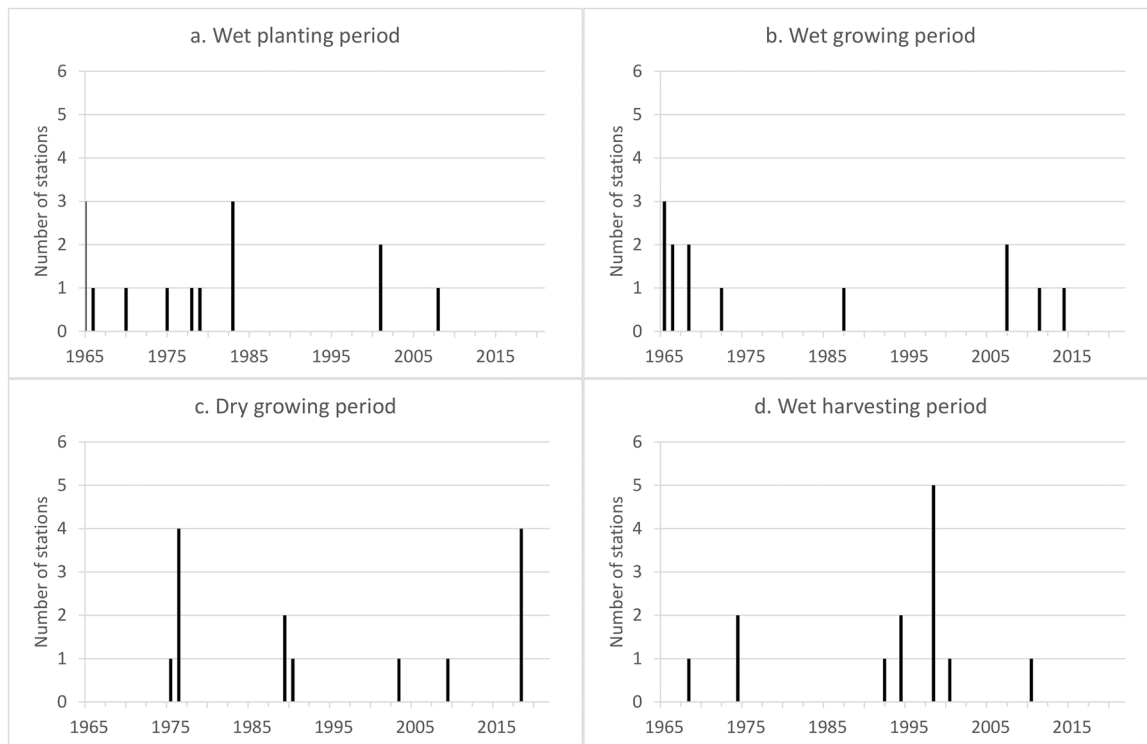 a. Wet planting period
Number of stations
6
5
4
3
2
1
0
1965 1975 1985 1995 2005 2015
b. Wet growing period
Number of stations
6
5
4
3
2
1
0
1965 1975 1985 1995 2005 2015
c. Dry growing period
Number of stations
6
5
4
3
2
1
0
1965 1975 1985 1995 2005 2015
d. Wet harvesting period
Number of stations
6
5
4
3
2
1
0
1965 1975 1985 1995 2005 2015